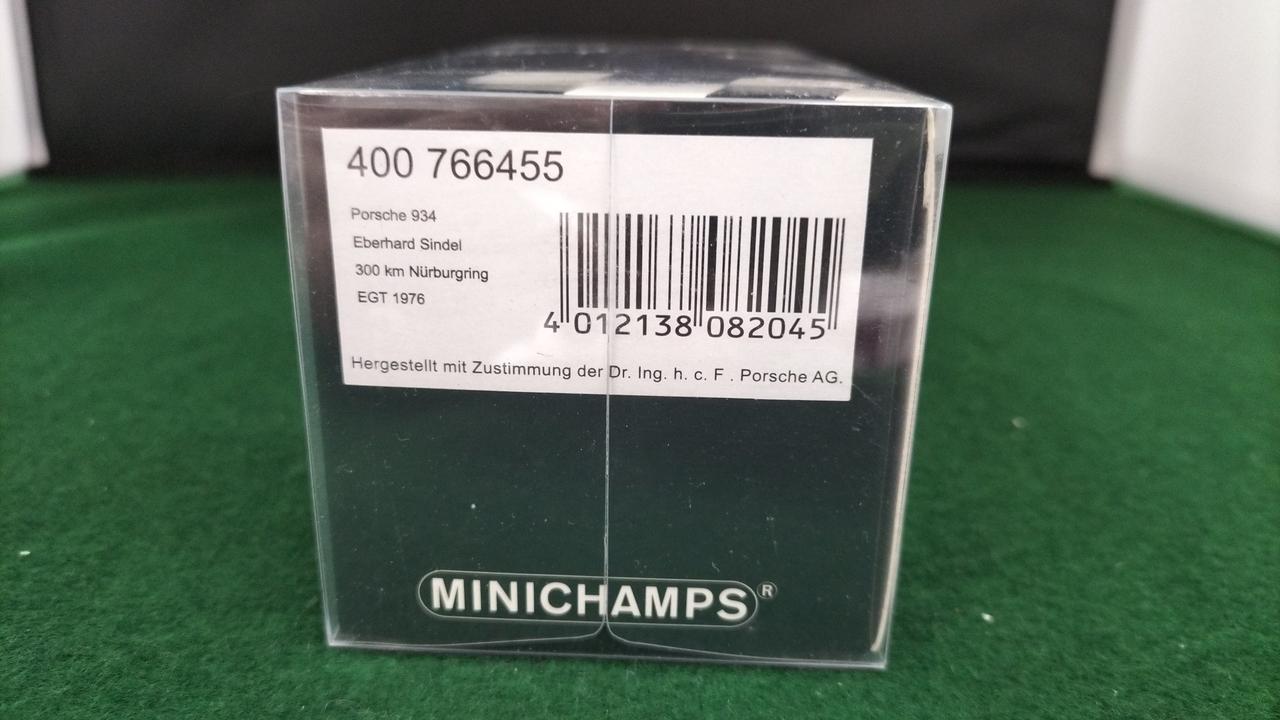 400 766455
Porsche 934
Eberhard Sindel
300 km Nürburgring
EGT 1976
4 012138 082045
Hergestellt mit Zustimmung der Dr. Ing. h. c. F . Porsche AG.
MINICHAMPS®